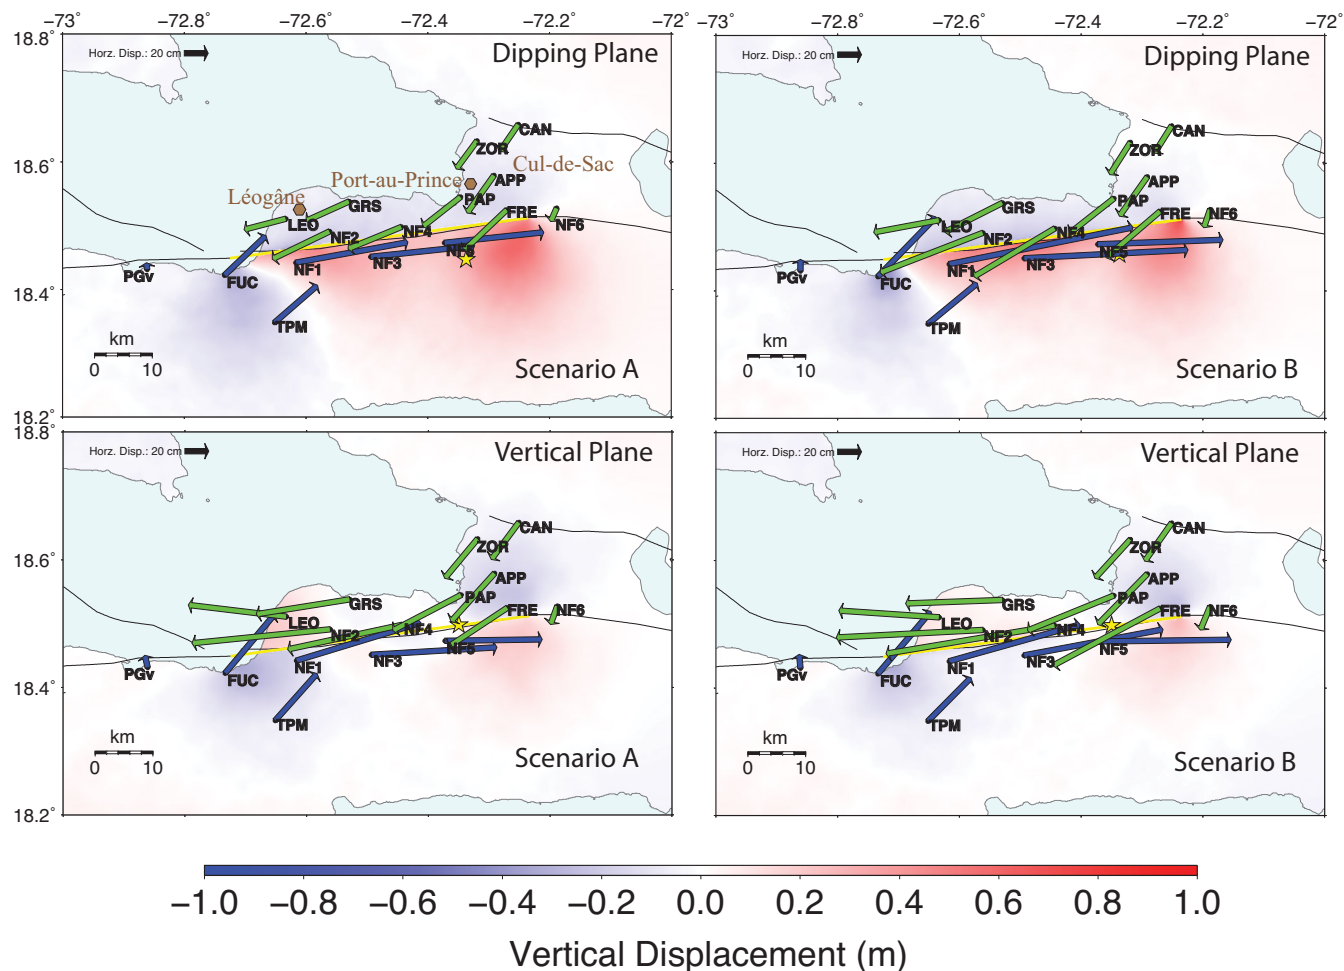 −73° −72.8° −72.6° −72.4° −72.2° −72° −73° −72.8° −72.6° −72.4° −72.2° −72°
18.8°
Horz. Disp.: 20 cm
Dipping Plane
CAN
ZOR
Cul-de-Sac
18.6°
Port-au-Prince
APP
Léogâne
PAP
GRS
FRE
LEO
NF6
NF2
NF4
NF5
NF1
NF3
PGv
FUC
18.4°
TPM
km
0 10
Scenario A
18.2°
Horz. Disp.: 20 cm
Dipping Plane
CAN
ZOR
APP
PAP
GRS
FRE
LEO
NF6
NF2
NF4
NF5
NF1
NF3
PGv
FUC
TPM
km
0 10
Scenario B
18.8°
Horz. Disp.: 20 cm
Vertical Plane
CAN
ZOR
18.6°
APP
PAP
GRS
FRE
LEO
NF6
NF2
NF4
NF5
NF1
NF3
PGv
FUC
18.4°
TPM
km
0 10
Scenario A
18.2°
Horz. Disp.: 20 cm
Vertical Plane
CAN
ZOR
APP
PAP
GRS
FRE
LEO
NF6
NF2
NF4
NF5
NF1
NF3
PGv
FUC
TPM
km
0 10
Scenario B
−1.0 −0.8 −0.6 −0.4 −0.2 0.0 0.2 0.4 0.6 0.8 1.0
Vertical Displacement (m)